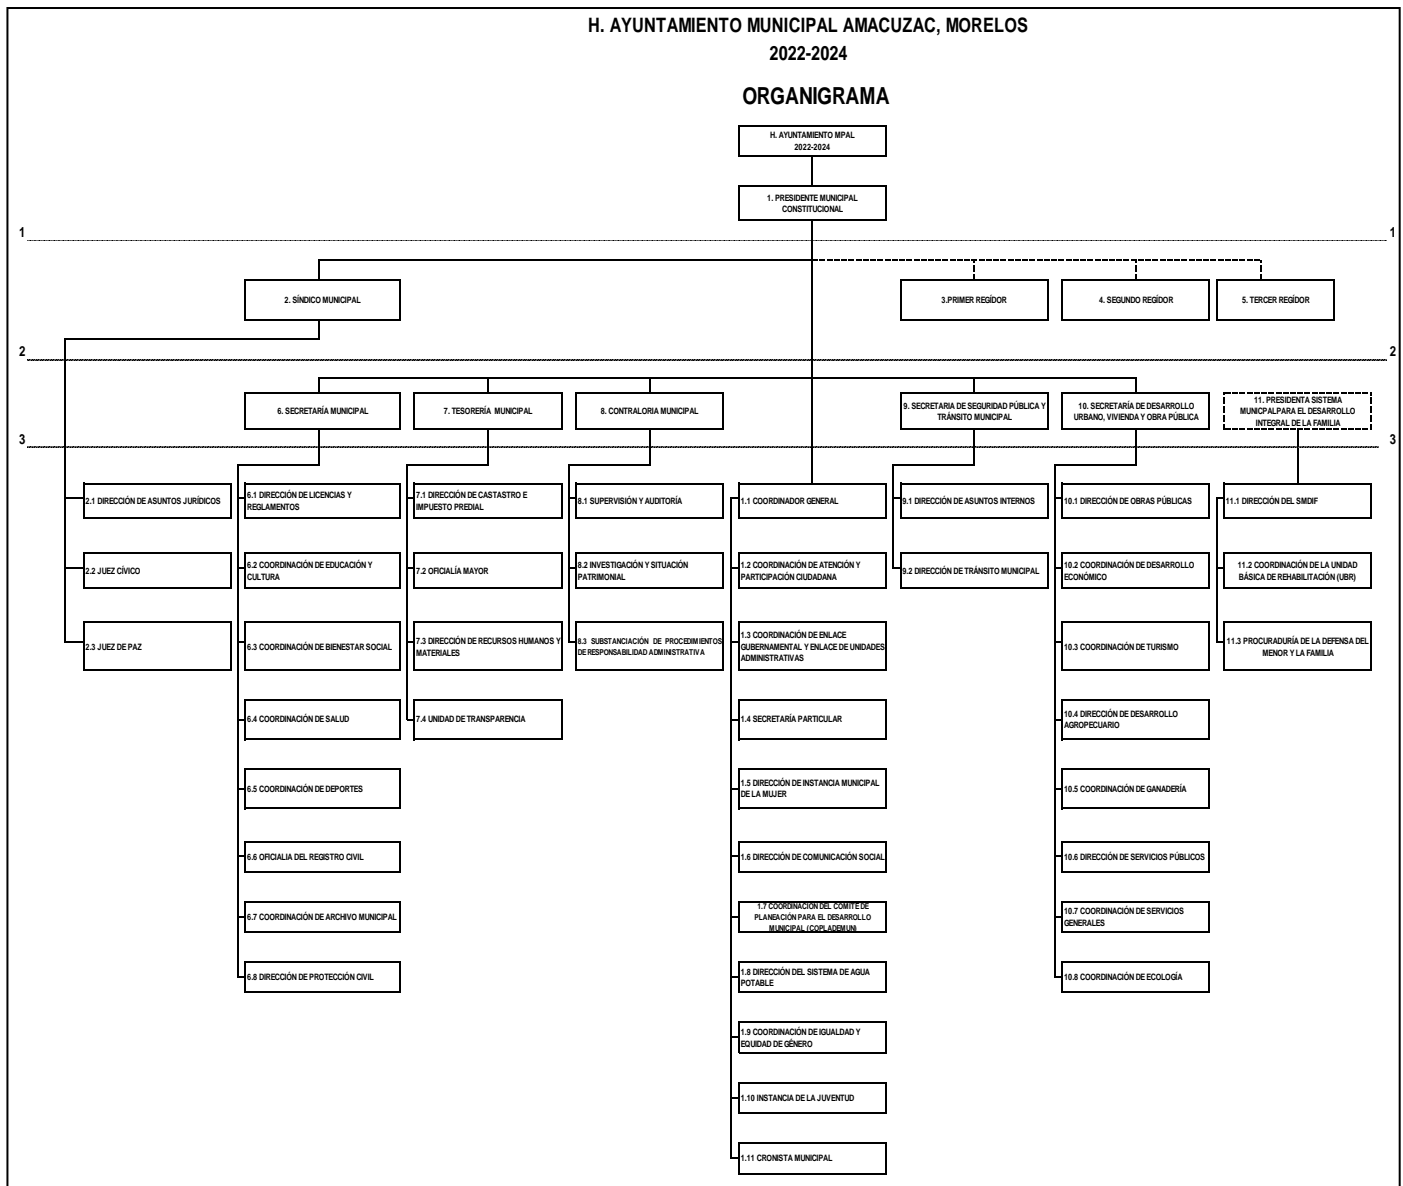 H. AYUNTAMIENTO MUNICIPAL AMACUZAC, MORELOS
2022-2024
ORGANIGRAMA
H. AYUNTAMIENTO MPAL
2022-2024
1. PRESIDENTE MUNICIPAL
CONSTITUCIONAL
1
1
2. SÍNDICO MUNICIPAL
3.PRIMER REGÍDOR
4. SEGUNDO REGÍDOR
5. TERCER REGÍDOR
2
2
6. SECRETARÍA MUNICIPAL
7. TESORERÍA MUNICIPAL
8. CONTRALORIA MUNICIPAL
9. SECRETARIA DE SEGURIDAD PÚBLICA Y
TRÁNSITO MUNICIPAL
10. SECRETARÍA DE DESARROLLO
URBANO, VIVIENDA Y OBRA PÚBLICA
11. PRESIDENTA SISTEMA
MUNICPALPARA EL DESARROLLO
INTEGRAL DE LA FAMILIA
3
3
2.1 DIRECCIÓN DE ASUNTOS JURÍDICOS
2.2 JUEZ CÍVICO
2.3 JUEZ DE PAZ
6.1 DIRECCIÓN DE LICENCIAS Y
REGLAMENTOS
6.2 COORDINACIÓN DE EDUCACIÓN Y
CULTURA
6.3 COORDINACIÓN DE BIENESTAR SOCIAL
6.4 COORDINACIÓN DE SALUD
6.5 COORDINACIÓN DE DEPORTES
6.6 OFICIALIA DEL REGISTRO CIVIL
6.7 COORDINACIÓN DE ARCHIVO MUNICIPAL
6.8 DIRECCIÓN DE PROTECCIÓN CIVIL
7.1 DIRECCIÓN DE CASTASTRO E
IMPUESTO PREDIAL
7.2 OFICIALÍA MAYOR
7.3 DIRECCIÓN DE RECURSOS HUMANOS Y
MATERIALES
7.4 UNIDAD DE TRANSPARENCIA
8.1 SUPERVISIÓN Y AUDITORÍA
8.2 INVESTIGACIÓN Y SITUACIÓN
PATRIMONIAL
8.3 SUBSTANCIACIÓN DE PROCEDIMIENTOS
DE RESPONSABILIDAD ADMINISTRATIVA
1.1 COORDINADOR GENERAL
1.2 COORDINACIÓN DE ATENCIÓN Y
PARTICIPACIÓN CIUDADANA
1.3 COORDINACIÓN DE ENLACE
GUBERNAMENTAL Y ENLACE DE UNIDADES
ADMINISTRATIVAS
1.4 SECRETARÍA PARTICULAR
1.5 DIRECCIÓN DE INSTANCIA MUNICIPAL
DE LA MUJER
1.6 DIRECCIÓN DE COMUNICACIÓN SOCIAL
1.7 COORDINACIÓN DEL COMITÉ DE
PLANEACIÓN PARA EL DESARROLLO
MUNICIPAL (COPLADEMUN)
1.8 DIRECCIÓN DEL SISTEMA DE AGUA
POTABLE
1.9 COORDINACIÓN DE IGUALDAD Y
EQUIDAD DE GÉNERO
1.10 INSTANCIA DE LA JUVENTUD
1.11 CRONISTA MUNICIPAL
9.1 DIRECCIÓN DE ASUNTOS INTERNOS
9.2 DIRECCIÓN DE TRÁNSITO MUNICIPAL
10.1 DIRECCIÓN DE OBRAS PÚBLICAS
10.2 COORDINACIÓN DE DESARROLLO
ECONÓMICO
10.3 COORDINACIÓN DE TURISMO
10.4 DIRECCIÓN DE DESARROLLO
AGROPECUARIO
10.5 COORDINACIÓN DE GANADERÍA
10.6 DIRECCIÓN DE SERVICIOS PÚBLICOS
10.7 COORDINACIÓN DE SERVICIOS
GENERALES
10.8 COORDINACIÓN DE ECOLOGÍA
11.1 DIRECCIÓN DEL SMDIF
11.2 COORDINACIÓN DE LA UNIDAD
BÁSICA DE REHABILITACIÓN (UBR)
11.3 PROCURADURÍA DE LA DEFENSA DEL
MENOR Y LA FAMILIA